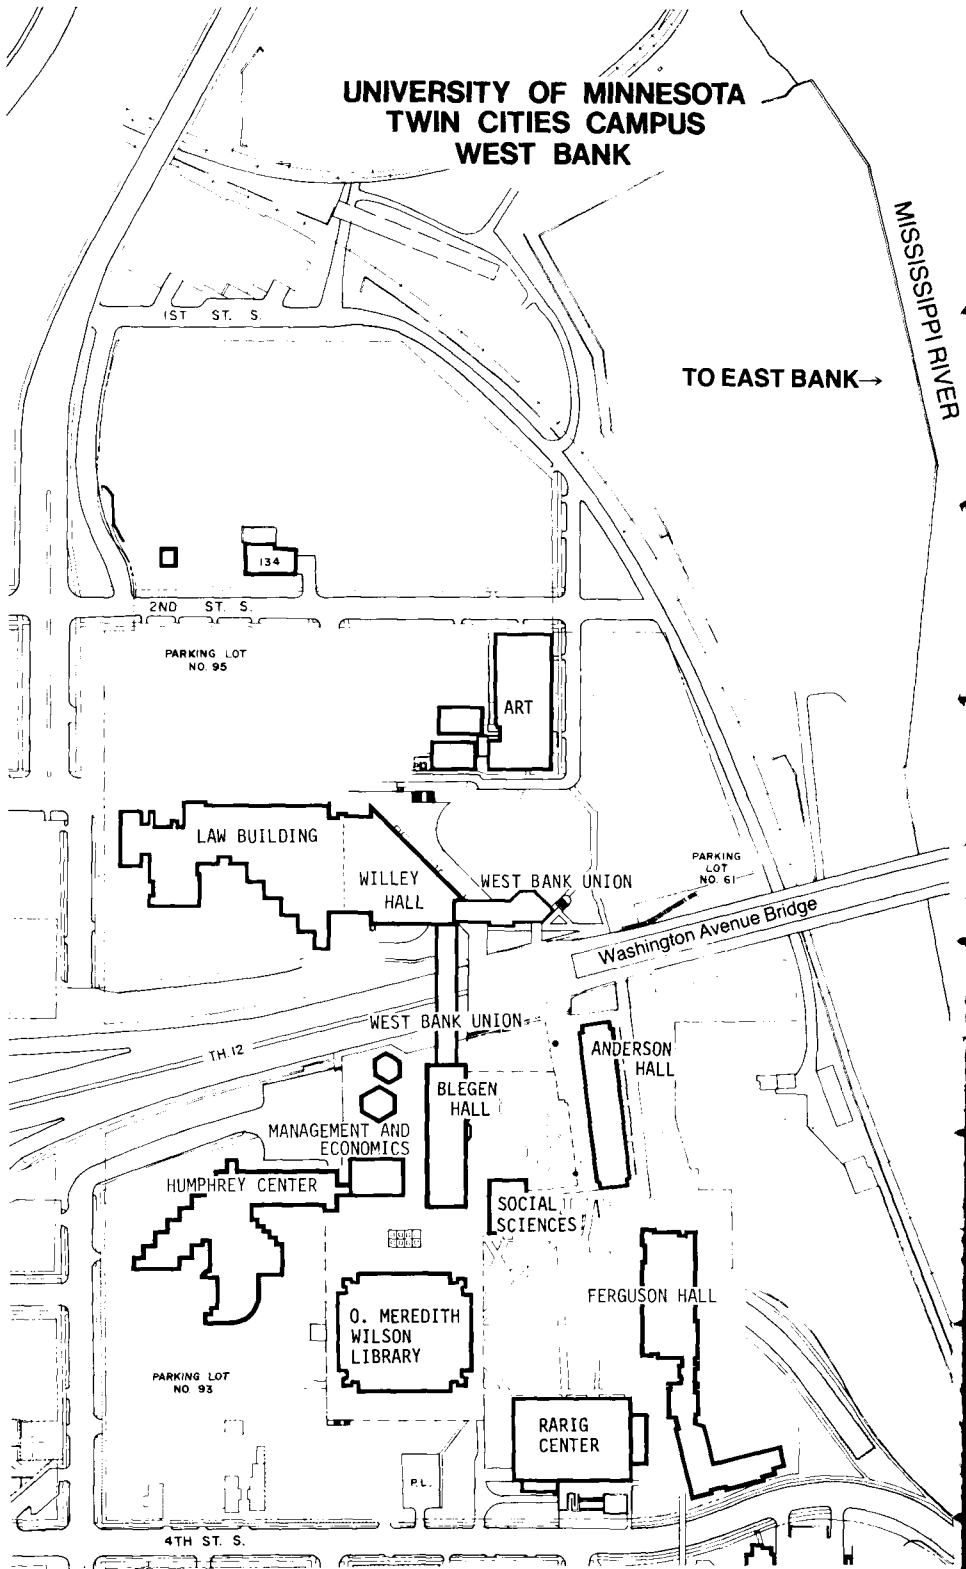 UNIVERSITY OF MINNESOTA
TWIN CITIES CAMPUS
WEST BANK
MISSISSIPPI RIVER
1ST ST. S.
TO EAST BANK→
134
2ND ST. S.
PARKING LOT
NO. 95
ART
LAW BUILDING
WILLEY
HALL
WEST BANK UNION
PARKING
LOT
NO. 61
Washington Avenue Bridge
WEST BANK UNION
TH 12
ANDERSON
HALL
BLEGEN
HALL
MANAGEMENT AND
ECONOMICS
HUMPHREY CENTER
SOCIAL
SCIENCES
FERGUSON HALL
O. MEREDITH
WILSON
LIBRARY
PARKING LOT
NO. 93
RARIG
CENTER
P.L.
4TH ST. S.